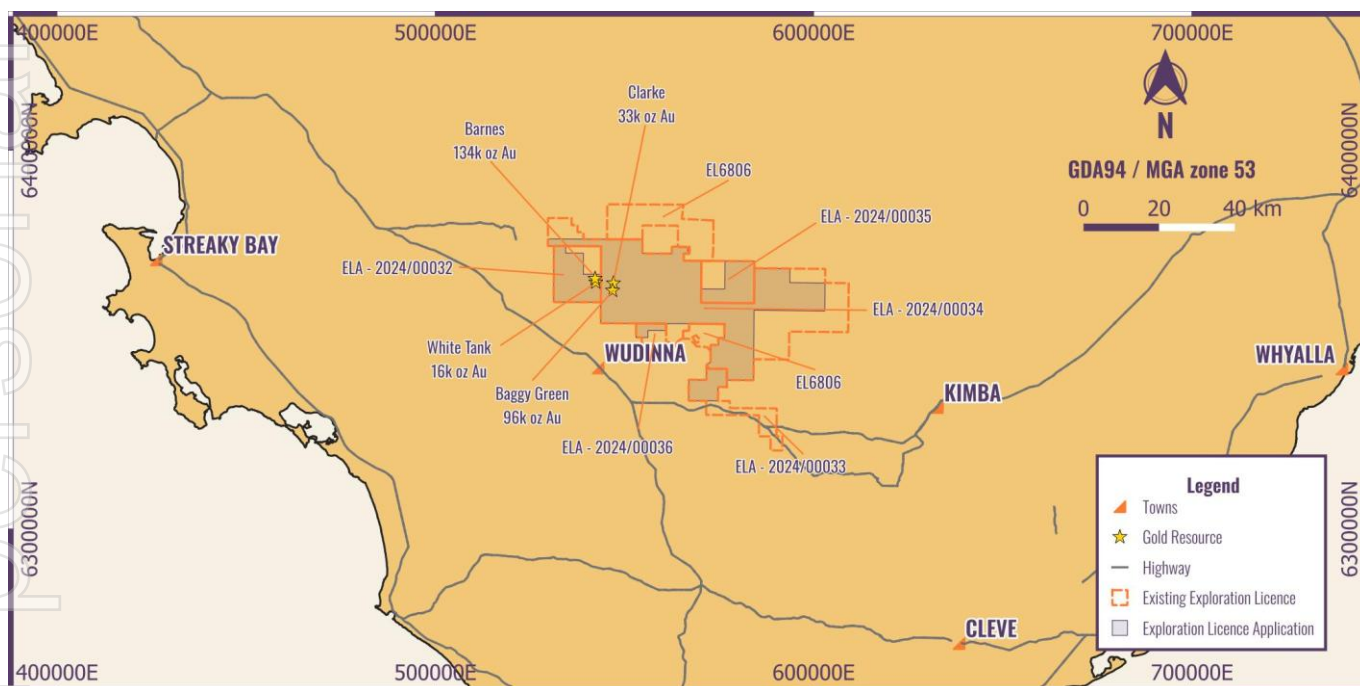 400000E
500000E
600000E
700000E
6400000N
6400000N
N
GDA94 / MGA zone 53
0 20 40 km
Clarke
33k oz Au
Barnes
134k oz Au
EL6806
ELA - 2024/00035
STREAKY BAY
ELA - 2024/00032
ELA - 2024/00034
White Tank
16k oz Au
WUDINNA
WHYALLA
Baggy Green
96k oz Au
EL6806
KIMBA
ELA - 2024/00036
ELA - 2024/00033
6300000N
6300000N
Legend
Towns
Gold Resource
Highway
Existing Exploration Licence
Exploration Licence Application
CLEVE
400000E
500000E
600000E
700000E